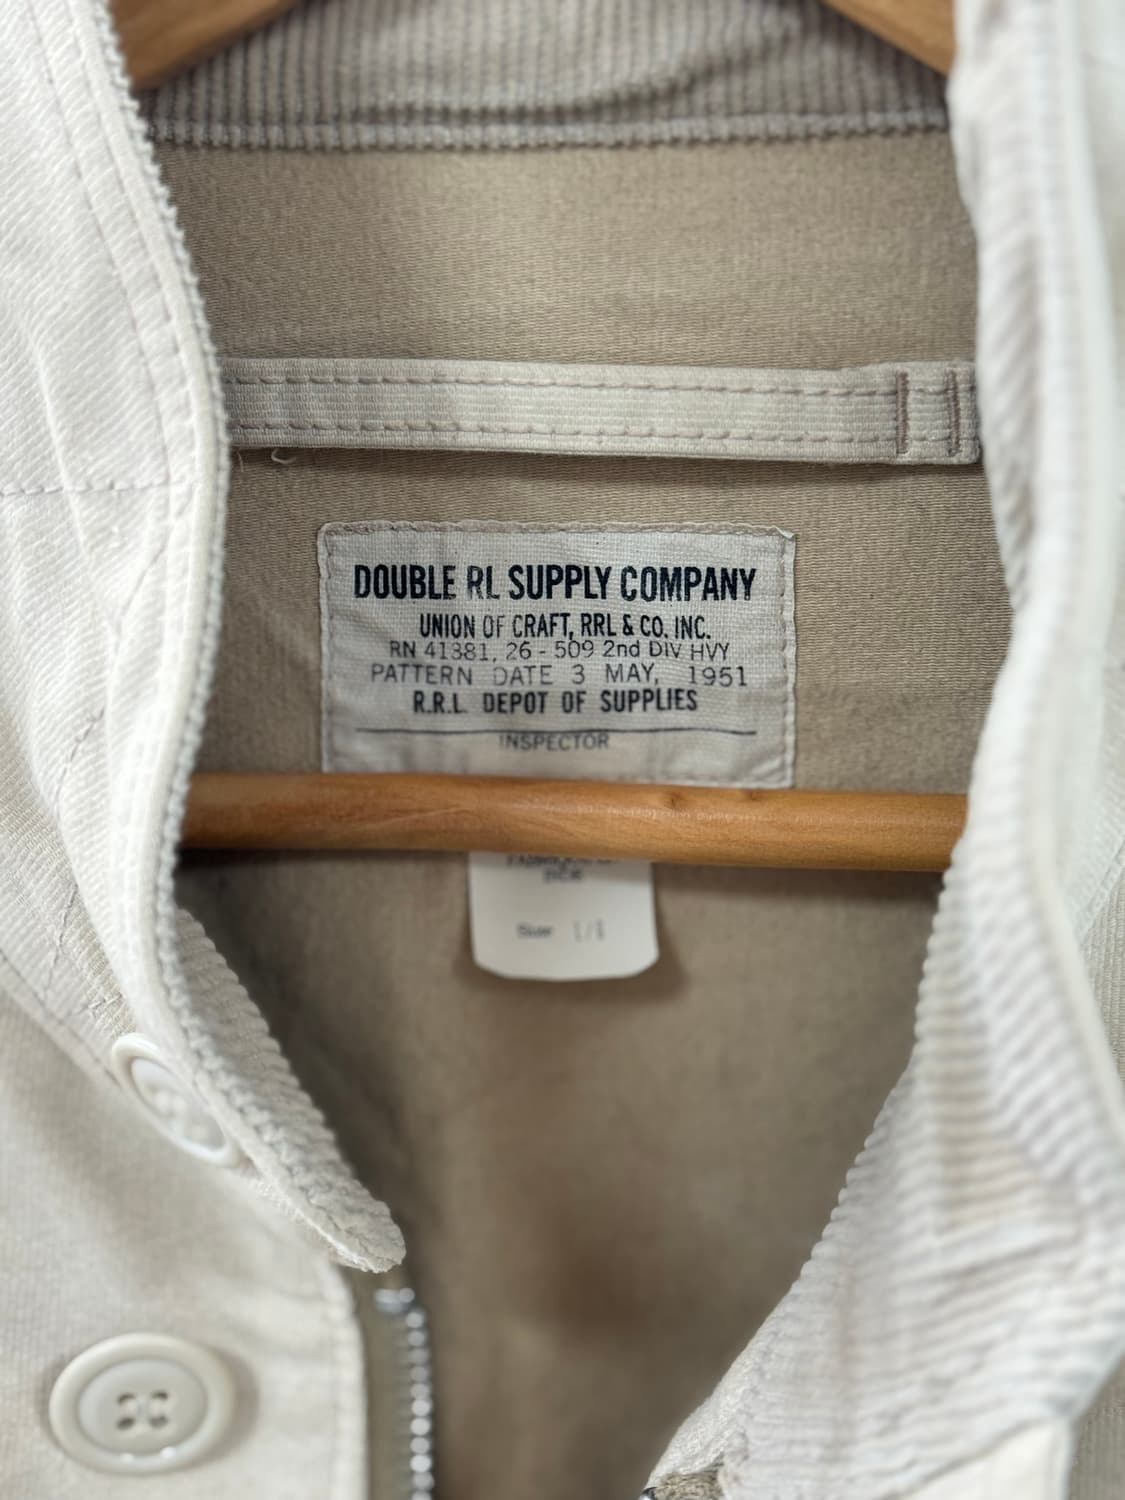 DOUBLE RL SUPPLY COMPANY
UNION OF CRAFT, RRL & CO. INC.
RN 41381, 26 - 509 2nd DIV HVY
PATTERN DATE 3 MAY, 1951
R.R.L. DEPOT OF SUPPLIES
INSPECTOR
Size